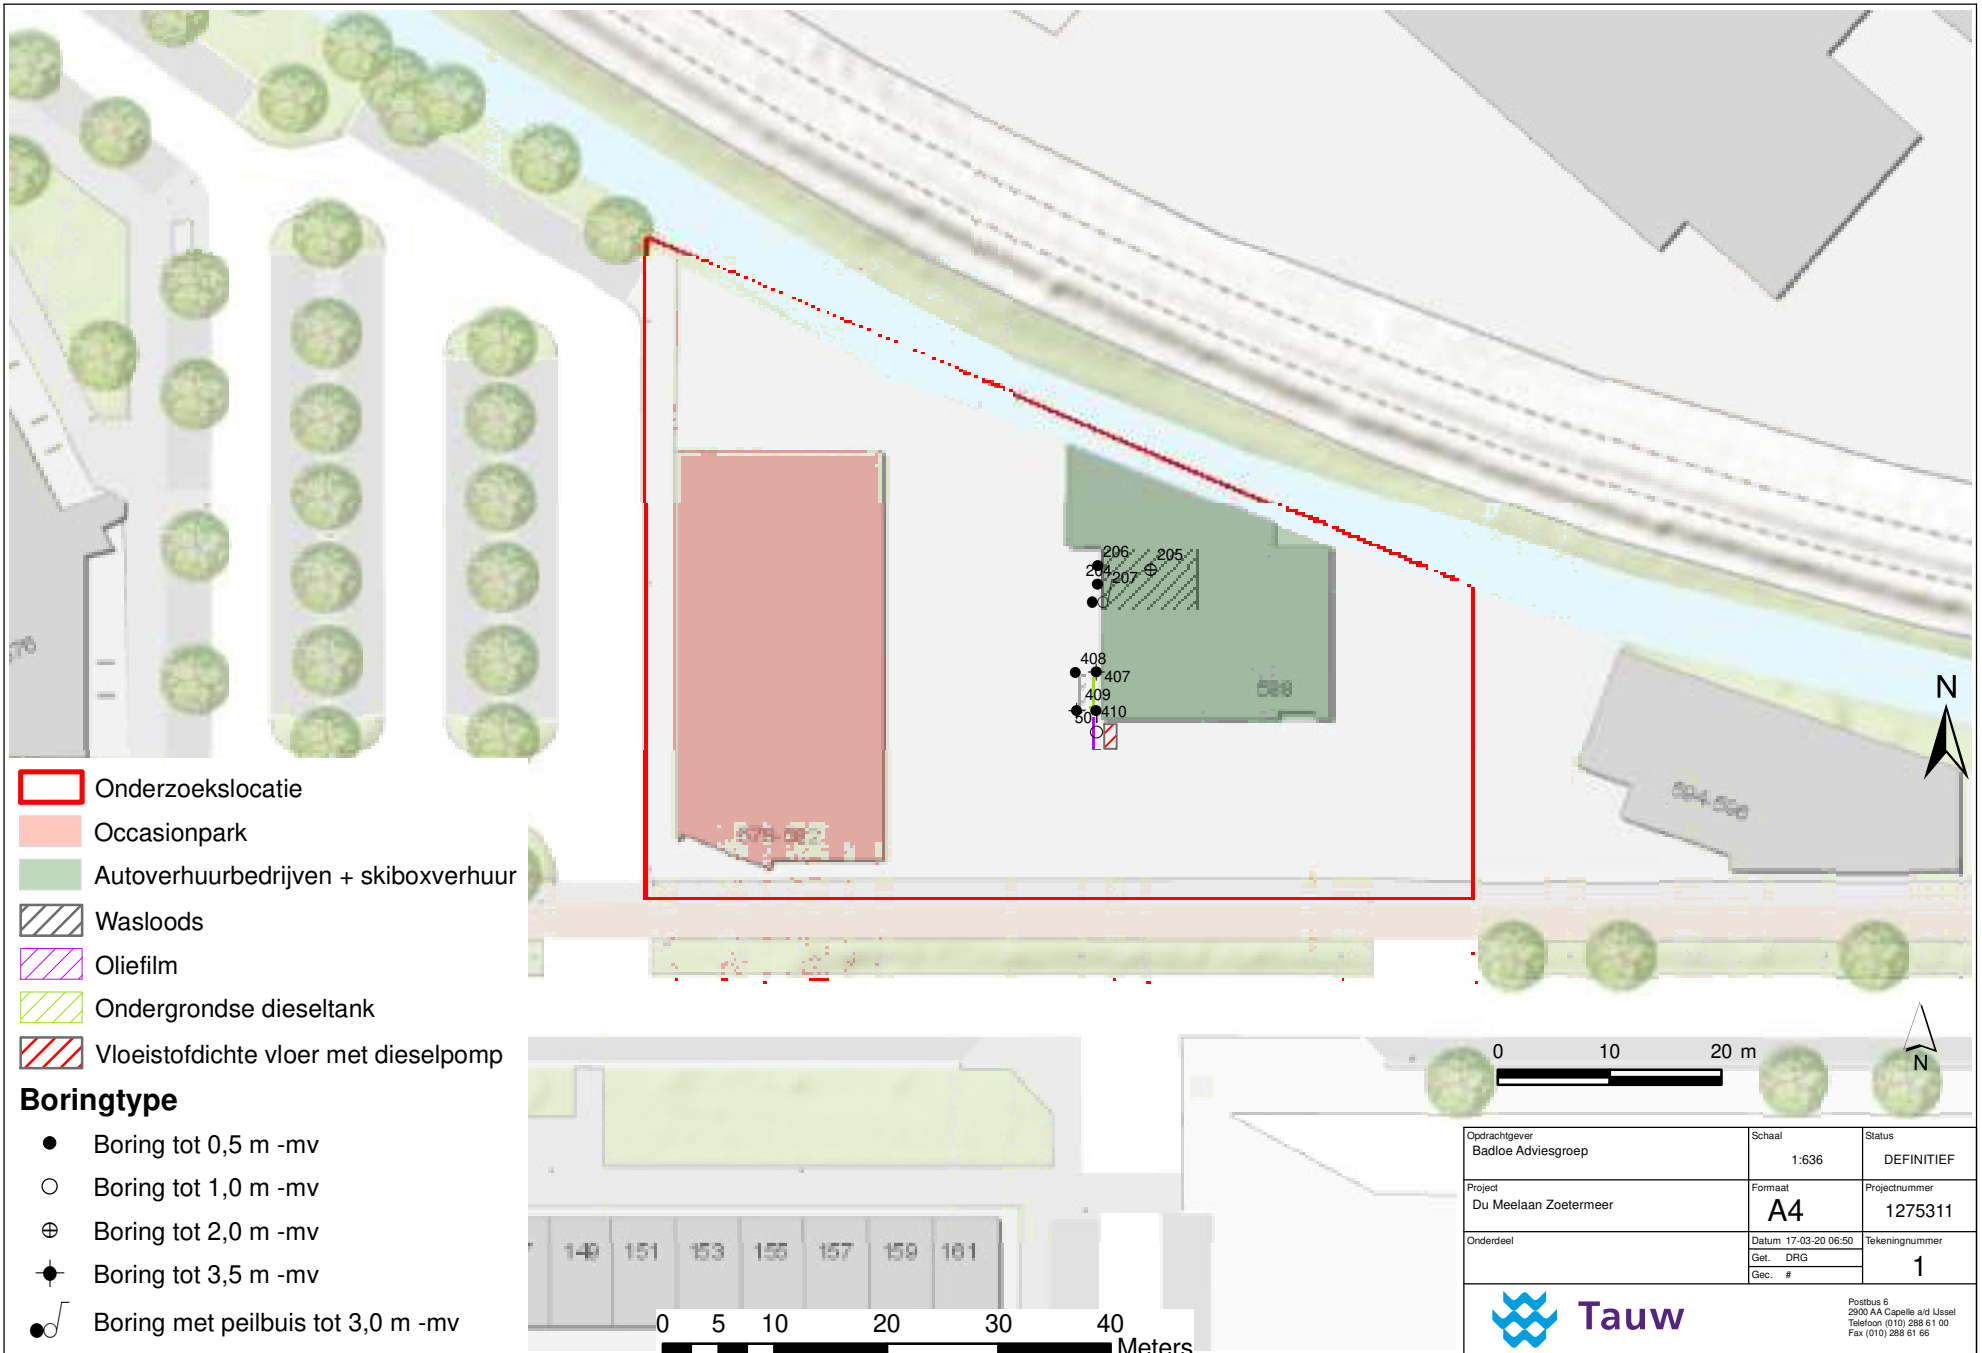 206
205
204
207
408
407
409
501
410
594-596
N
Onderzoekslocatie
Occasionpark
Autoverhuurbedrijven + skiboxverhuur
Wasloods
Oliefilm
Ondergrondse dieseltank
Vloeistofdichte vloer met dieselpomp
Boringtype
Boring tot 0,5 m -mv
Boring tot 1,0 m -mv
Boring tot 2,0 m -mv
Boring tot 3,5 m -mv
Boring met peilbuis tot 3,0 m -mv
149 151 153 155 157 159 161
0 5 10 20 30 40
Meters
0 10 20 m
N
Opdrachtgever
Badloe Adviesgroep
Schaal
1:636
Status
DEFINITIEF
Project
Du Meelaan Zoetermeer
Formaat
A4
Projectnummer
1275311
Onderdeel
Datum 17-03-20 06:50
Get. DRG
Gec. #
Tekeningnummer
1
Tauw
Postbus 6
2900 AA Capelle a/d IJssel
Telefoon (010) 288 61 00
Fax (010) 288 61 66